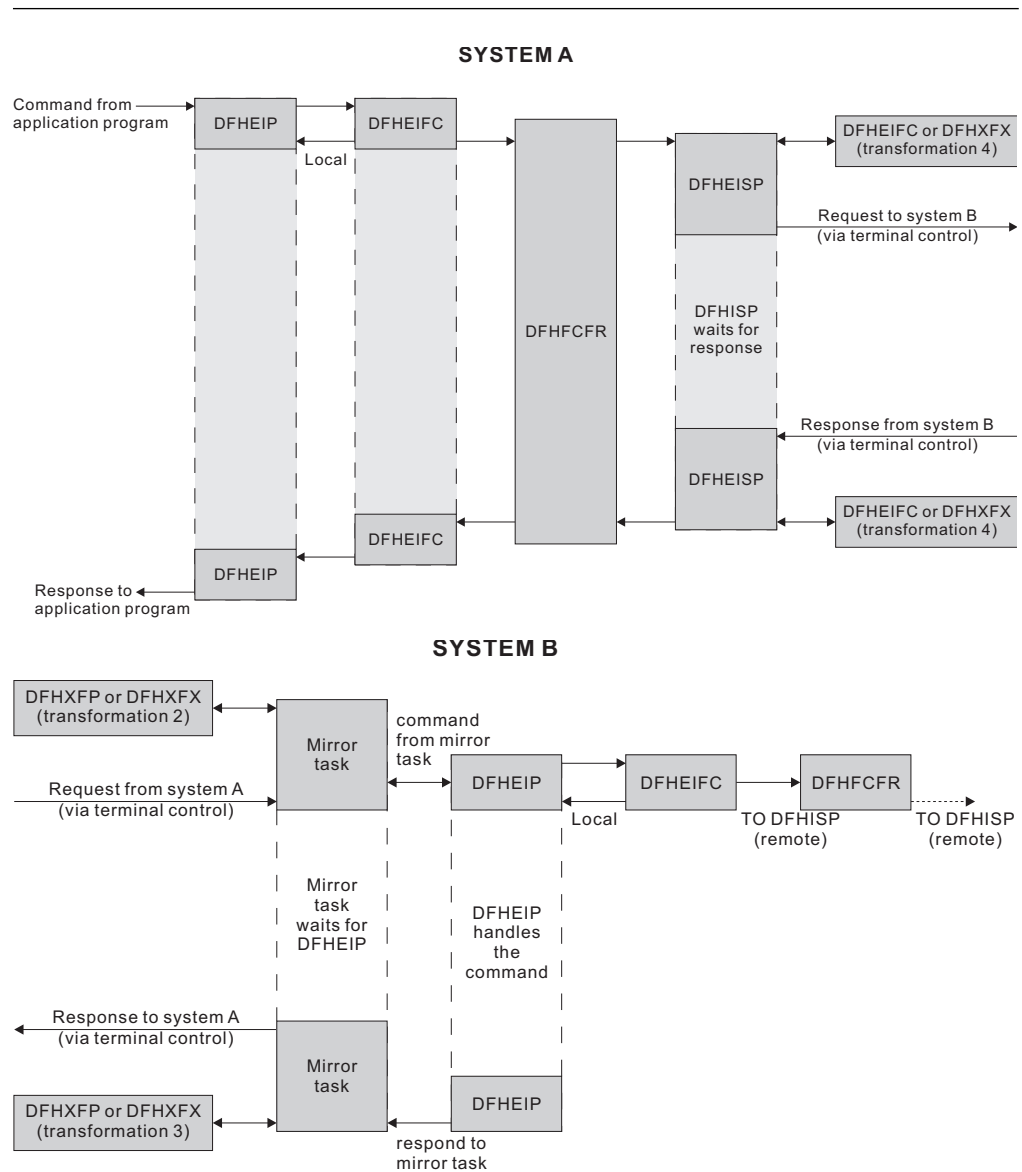 SYSTEM A
Command from
application program
DFHEIP
DFHEIFC
Local
DFHFCFR
DFHEISP
DFHEIFC or DFHXFX
(transformation 4)
Request to system B
(via terminal control)
DFHISP
waits for
response
Response from system B
(via terminal control)
DFHEISP
DFHEIFC or DFHXFX
(transformation 4)
DFHEIFC
DFHEIP
Response to
application program
SYSTEM B
DFHXFP or DFHXFX
(transformation 2)
Mirror
task
command
from mirror
task
Request from system A
(via terminal control)
DFHEIP
DFHEIFC
DFHFCFR
Local
TO DFHISP
(remote)
TO DFHISP
(remote)
Mirror
task
waits for
DFHEIP
DFHEIP
handles
the
command
Response to system A
(via terminal control)
Mirror
task
DFHEIP
DFHXFP or DFHXFX
(transformation 3)
respond to
mirror task